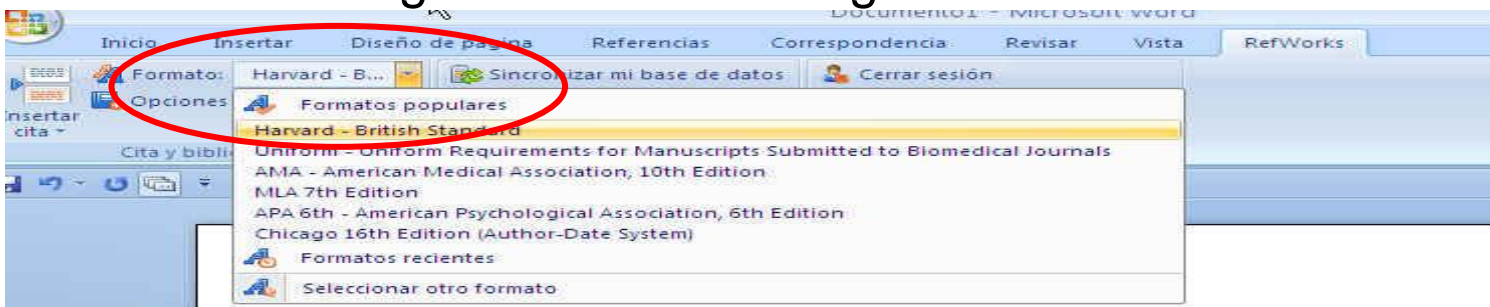 Documento1 - Microsoft Word
Inicio Insertar Diseño de página Referencias Correspondencia Revisar Vista RefWorks
Formato: Harvard - B... Sincronizar mi base de datos Cerrar sesión
Opciones
Insertar
cita
Cita y bibli
Formatos populares
Harvard - British Standard
Uniform - Uniform Requirements for Manuscripts Submitted to Biomedical Journals
AMA - American Medical Association, 10th Edition
MLA 7th Edition
APA 6th - American Psychological Association, 6th Edition
Chicago 16th Edition (Author-Date System)
Formatos recientes
Seleccionar otro formato